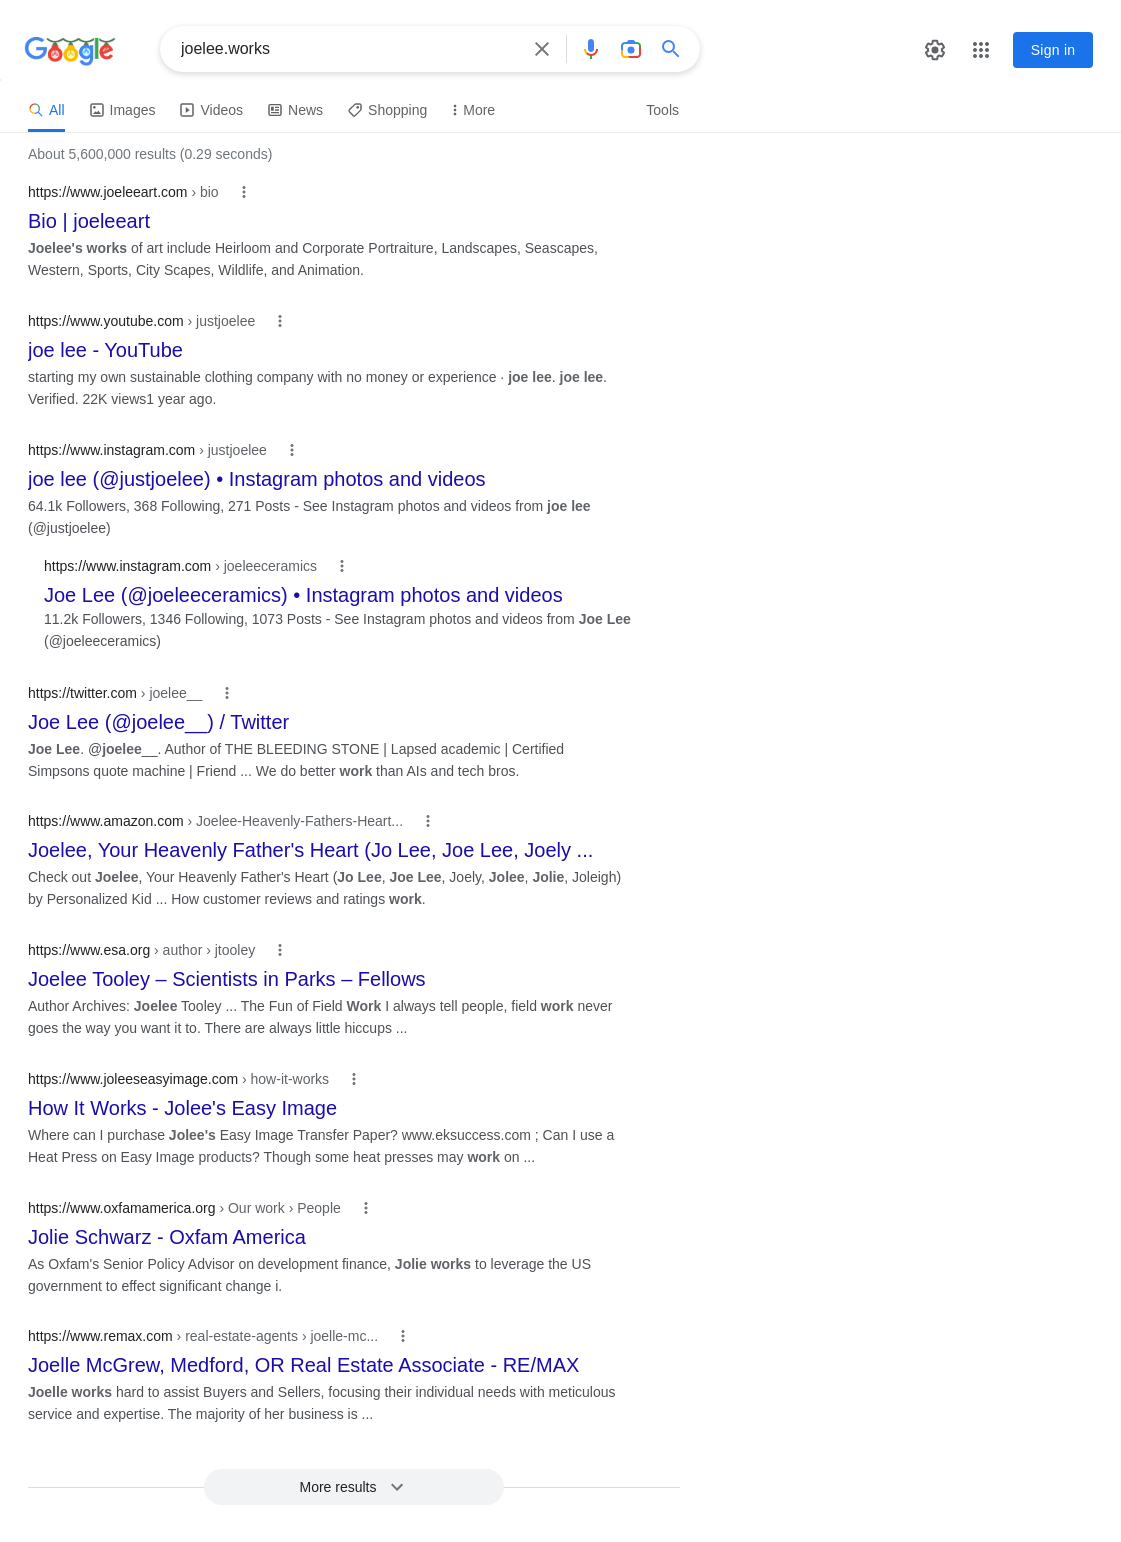 Google
joelee.works
Sign in
All
Images
Videos
News
Shopping
More
Tools
About 5,600,000 results (0.29 seconds)
https://www.joeleeart.com › bio
Bio | joeleeart
Joelee's works of art include Heirloom and Corporate Portraiture, Landscapes, Seascapes,
Western, Sports, City Scapes, Wildlife, and Animation.
https://www.youtube.com › justjoelee
joe lee - YouTube
starting my own sustainable clothing company with no money or experience · joe lee. joe lee.
Verified. 22K views1 year ago.
https://www.instagram.com › justjoelee
joe lee (@justjoelee) • Instagram photos and videos
64.1k Followers, 368 Following, 271 Posts - See Instagram photos and videos from joe lee
(@justjoelee)
https://www.instagram.com › joeleeceramics
Joe Lee (@joeleeceramics) • Instagram photos and videos
11.2k Followers, 1346 Following, 1073 Posts - See Instagram photos and videos from Joe Lee
(@joeleeceramics)
https://twitter.com › joelee__
Joe Lee (@joelee__) / Twitter
Joe Lee. @joelee__. Author of THE BLEEDING STONE | Lapsed academic | Certified
Simpsons quote machine | Friend ... We do better work than AIs and tech bros.
https://www.amazon.com › Joelee-Heavenly-Fathers-Heart...
Joelee, Your Heavenly Father's Heart (Jo Lee, Joe Lee, Joely ...
Check out Joelee, Your Heavenly Father's Heart (Jo Lee, Joe Lee, Joely, Jolee, Jolie, Joleigh)
by Personalized Kid ... How customer reviews and ratings work.
https://www.esa.org › author › jtooley
Joelee Tooley – Scientists in Parks – Fellows
Author Archives: Joelee Tooley ... The Fun of Field Work I always tell people, field work never
goes the way you want it to. There are always little hiccups ...
https://www.joleeseasyimage.com › how-it-works
How It Works - Jolee's Easy Image
Where can I purchase Jolee's Easy Image Transfer Paper? www.eksuccess.com ; Can I use a
Heat Press on Easy Image products? Though some heat presses may work on ...
https://www.oxfamamerica.org › Our work › People
Jolie Schwarz - Oxfam America
As Oxfam's Senior Policy Advisor on development finance, Jolie works to leverage the US
government to effect significant change i.
https://www.remax.com › real-estate-agents › joelle-mc...
Joelle McGrew, Medford, OR Real Estate Associate - RE/MAX
Joelle works hard to assist Buyers and Sellers, focusing their individual needs with meticulous
service and expertise. The majority of her business is ...
More results